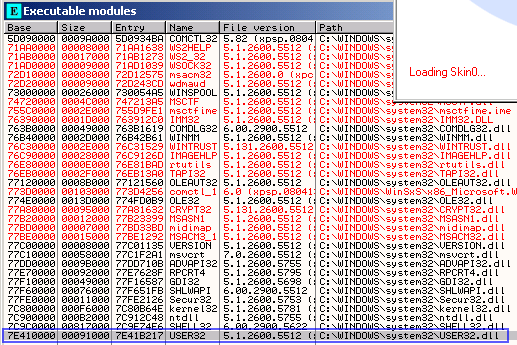 Executable modules
Base Size Entry Name File version Path
5D090000 0009A000 5D0934BA COMCTL32 5.82 (xpsp.0804 C:\WINDOWS\sys
71AA0000 00008000 71AA1638 WS2HELP 5.1.2600.5512 ( C:\WINDOWS\sys
71AB0000 00017000 71AB1273 WS2_32 5.1.2600.5512 ( C:\WINDOWS\sys
71AD0000 00009000 71AD1039 WSOCK32 5.1.2600.5512 ( C:\WINDOWS\sys
Loading Skin0...
72D10000 00008000 72D12575 msacm32 5.1.2600.0 (xp C:\WINDOWS\sys
72D20000 00009000 72D243CD wdmaud 5.1.2600.5512 ( C:\WINDOWS\sys
73000000 00026000 730054A5 WINSPOOL 5.1.2600.5512 ( C:\WINDOWS\sys
74720000 0004C000 747213A5 MSCTF 5.1.2600.5512 ( C:\WINDOWS\sys
755C0000 0002E000 755D9FE1 msctfime 5.1.2600.5512 ( C:\WINDOWS\system32\msctfime.ime
76390000 0001D000 763912C0 IMM32 5.1.2600.5512 ( C:\WINDOWS\system32\IMM32.DLL
763B0000 00049000 763B1619 COMDLG32 6.00.2900.5512 C:\WINDOWS\system32\COMDLG32.dll
76B40000 0002D000 76B42B61 WINMM 5.1.2600.5512 ( C:\WINDOWS\system32\WINMM.dll
76C30000 0002E000 76C31529 WINTRUST 5.131.2600.5512 C:\WINDOWS\system32\WINTRUST.dll
76C90000 00028000 76C9126D IMAGEHLP 5.1.2600.5512 ( C:\WINDOWS\system32\IMAGEHLP.dll
76E80000 0000E000 76E81BAD rtutils 5.1.2600.5512 ( C:\WINDOWS\system32\rtutils.dll
76EB0000 0002F000 76EB13A0 TAPI32 5.1.2600.5512 ( C:\WINDOWS\system32\TAPI32.dll
77120000 0008B000 77121560 OLEAUT32 5.1.2600.5512 C:\WINDOWS\system32\OLEAUT32.dll
773D0000 00103000 773D4256 comctl_1 6.0 (xpsp.08041 C:\WINDOWS\WinSxS\x86_Microsoft.W
774E0000 0013D000 774FD0B9 OLE32 5.1.2600.5512 ( C:\WINDOWS\system32\OLE32.dll
77A80000 00095000 77A81632 CRYPT32 5.131.2600.5512 C:\WINDOWS\system32\CRYPT32.dll
77B20000 00012000 77B23399 MSASN1 5.1.2600.5512 ( C:\WINDOWS\system32\MSASN1.dll
77BD0000 00007000 77BD33BD midimap 5.1.2600.5512 ( C:\WINDOWS\system32\midimap.dll
77BE0000 00015000 77BE1292 MSACMS_1 5.1.2600.5512 ( C:\WINDOWS\system32\MSACM32.dll
77C00000 00008000 77C01135 VERSION 5.1.2600.5512 ( C:\WINDOWS\system32\VERSION.dll
77C10000 00058000 77C1F2A1 msvcrt 7.0.2600.5512 ( C:\WINDOWS\system32\msvcrt.dll
77DD0000 0009B000 77DD710B ADVAPI32 5.1.2600.5755 ( C:\WINDOWS\system32\ADVAPI32.dll
77E70000 00092000 77E7628F RPCRT4 5.1.2600.5795 ( C:\WINDOWS\system32\RPCRT4.dll
77F10000 00049000 77F16587 GDI32 5.1.2600.5698 ( C:\WINDOWS\system32\GDI32.dll
77F60000 00076000 77F651FB SHLWAPI 6.00.2900.5512 C:\WINDOWS\system32\SHLWAPI.dll
77FE0000 00011000 77FE2126 Secur32 5.1.2600.5753 ( C:\WINDOWS\system32\Secur32.dll
7C800000 000F6000 7C80B64E kernel32 5.1.2600.5781 ( C:\WINDOWS\system32\kernel32.dll
7C900000 000B2000 7C912C48 ntdll 5.1.2600.5755 ( C:\WINDOWS\system32\ntdll.dll
7C9C0000 00817000 7C9E74E6 SHELL32 6.00.2900.5622 C:\WINDOWS\system32\SHELL32.dll
7E410000 00091000 7E41B217 USER32 5.1.2600.5512 ( C:\WINDOWS\system32\USER32.dll